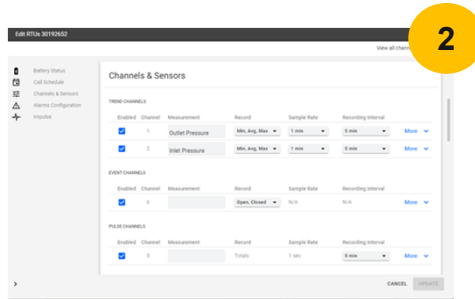 Edit RTUs 30192652
2
View all chann
Battery Status
Call Schedule
Channels & Sensors
Alarms Configuration
Impulse
Channels & Sensors
TREND CHANNELS
Enabled Channel Measurement Record Sample Rate Recording Interval
1 Outlet Pressure Min, Avg, Max 1 min 5 min More
2 Inlet Pressure Min, Avg, Max 1 min 5 min More
EVENT CHANNELS
Enabled Channel Measurement Record Sample Rate Recording Interval
6 Open, Closed N/A N/A More
PULSE CHANNELS
Enabled Channel Measurement Record Sample Rate Recording Interval
5 Totals 1 sec 5 min More
CANCEL UPDATE